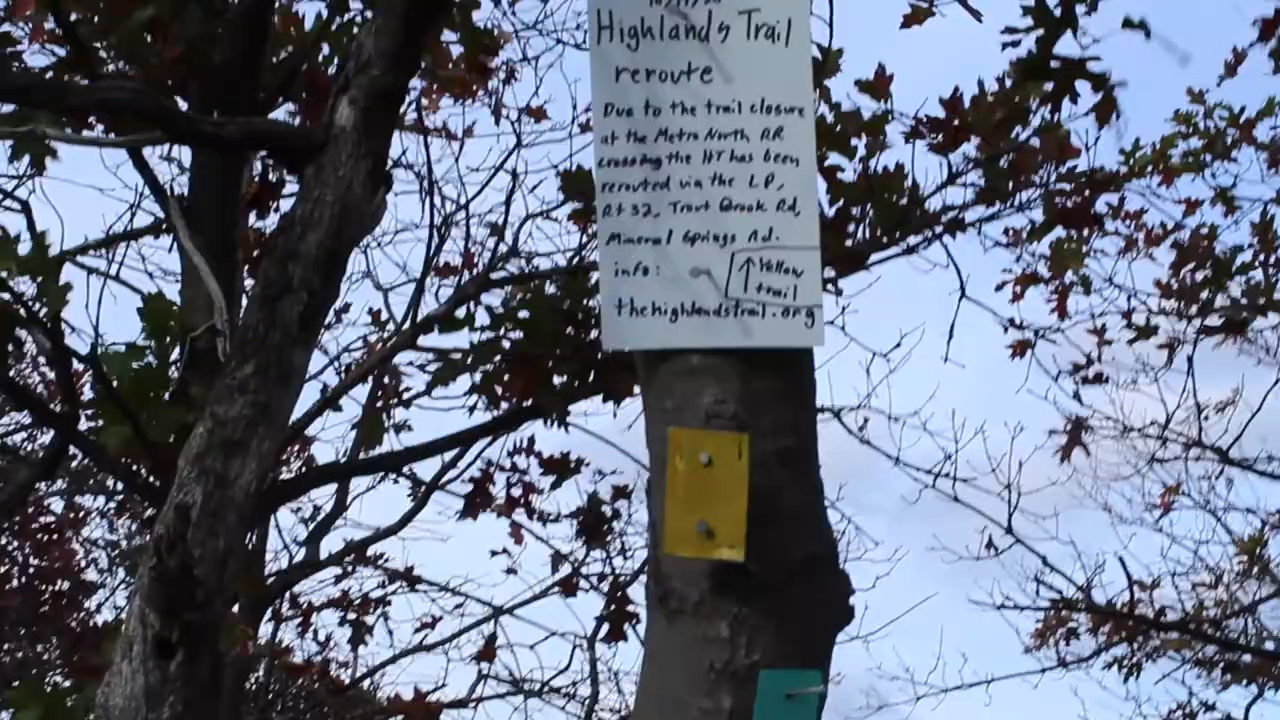 Highlands Trail
reroute
Due to the trail closure
at the Metro North RR
crossing the HT has been
rerouted via the LP,
Rt 32, Trout Brook Rd,
Mineral Springs Rd.
info:
↑ Yellow
trail
thehighlandstrail.org